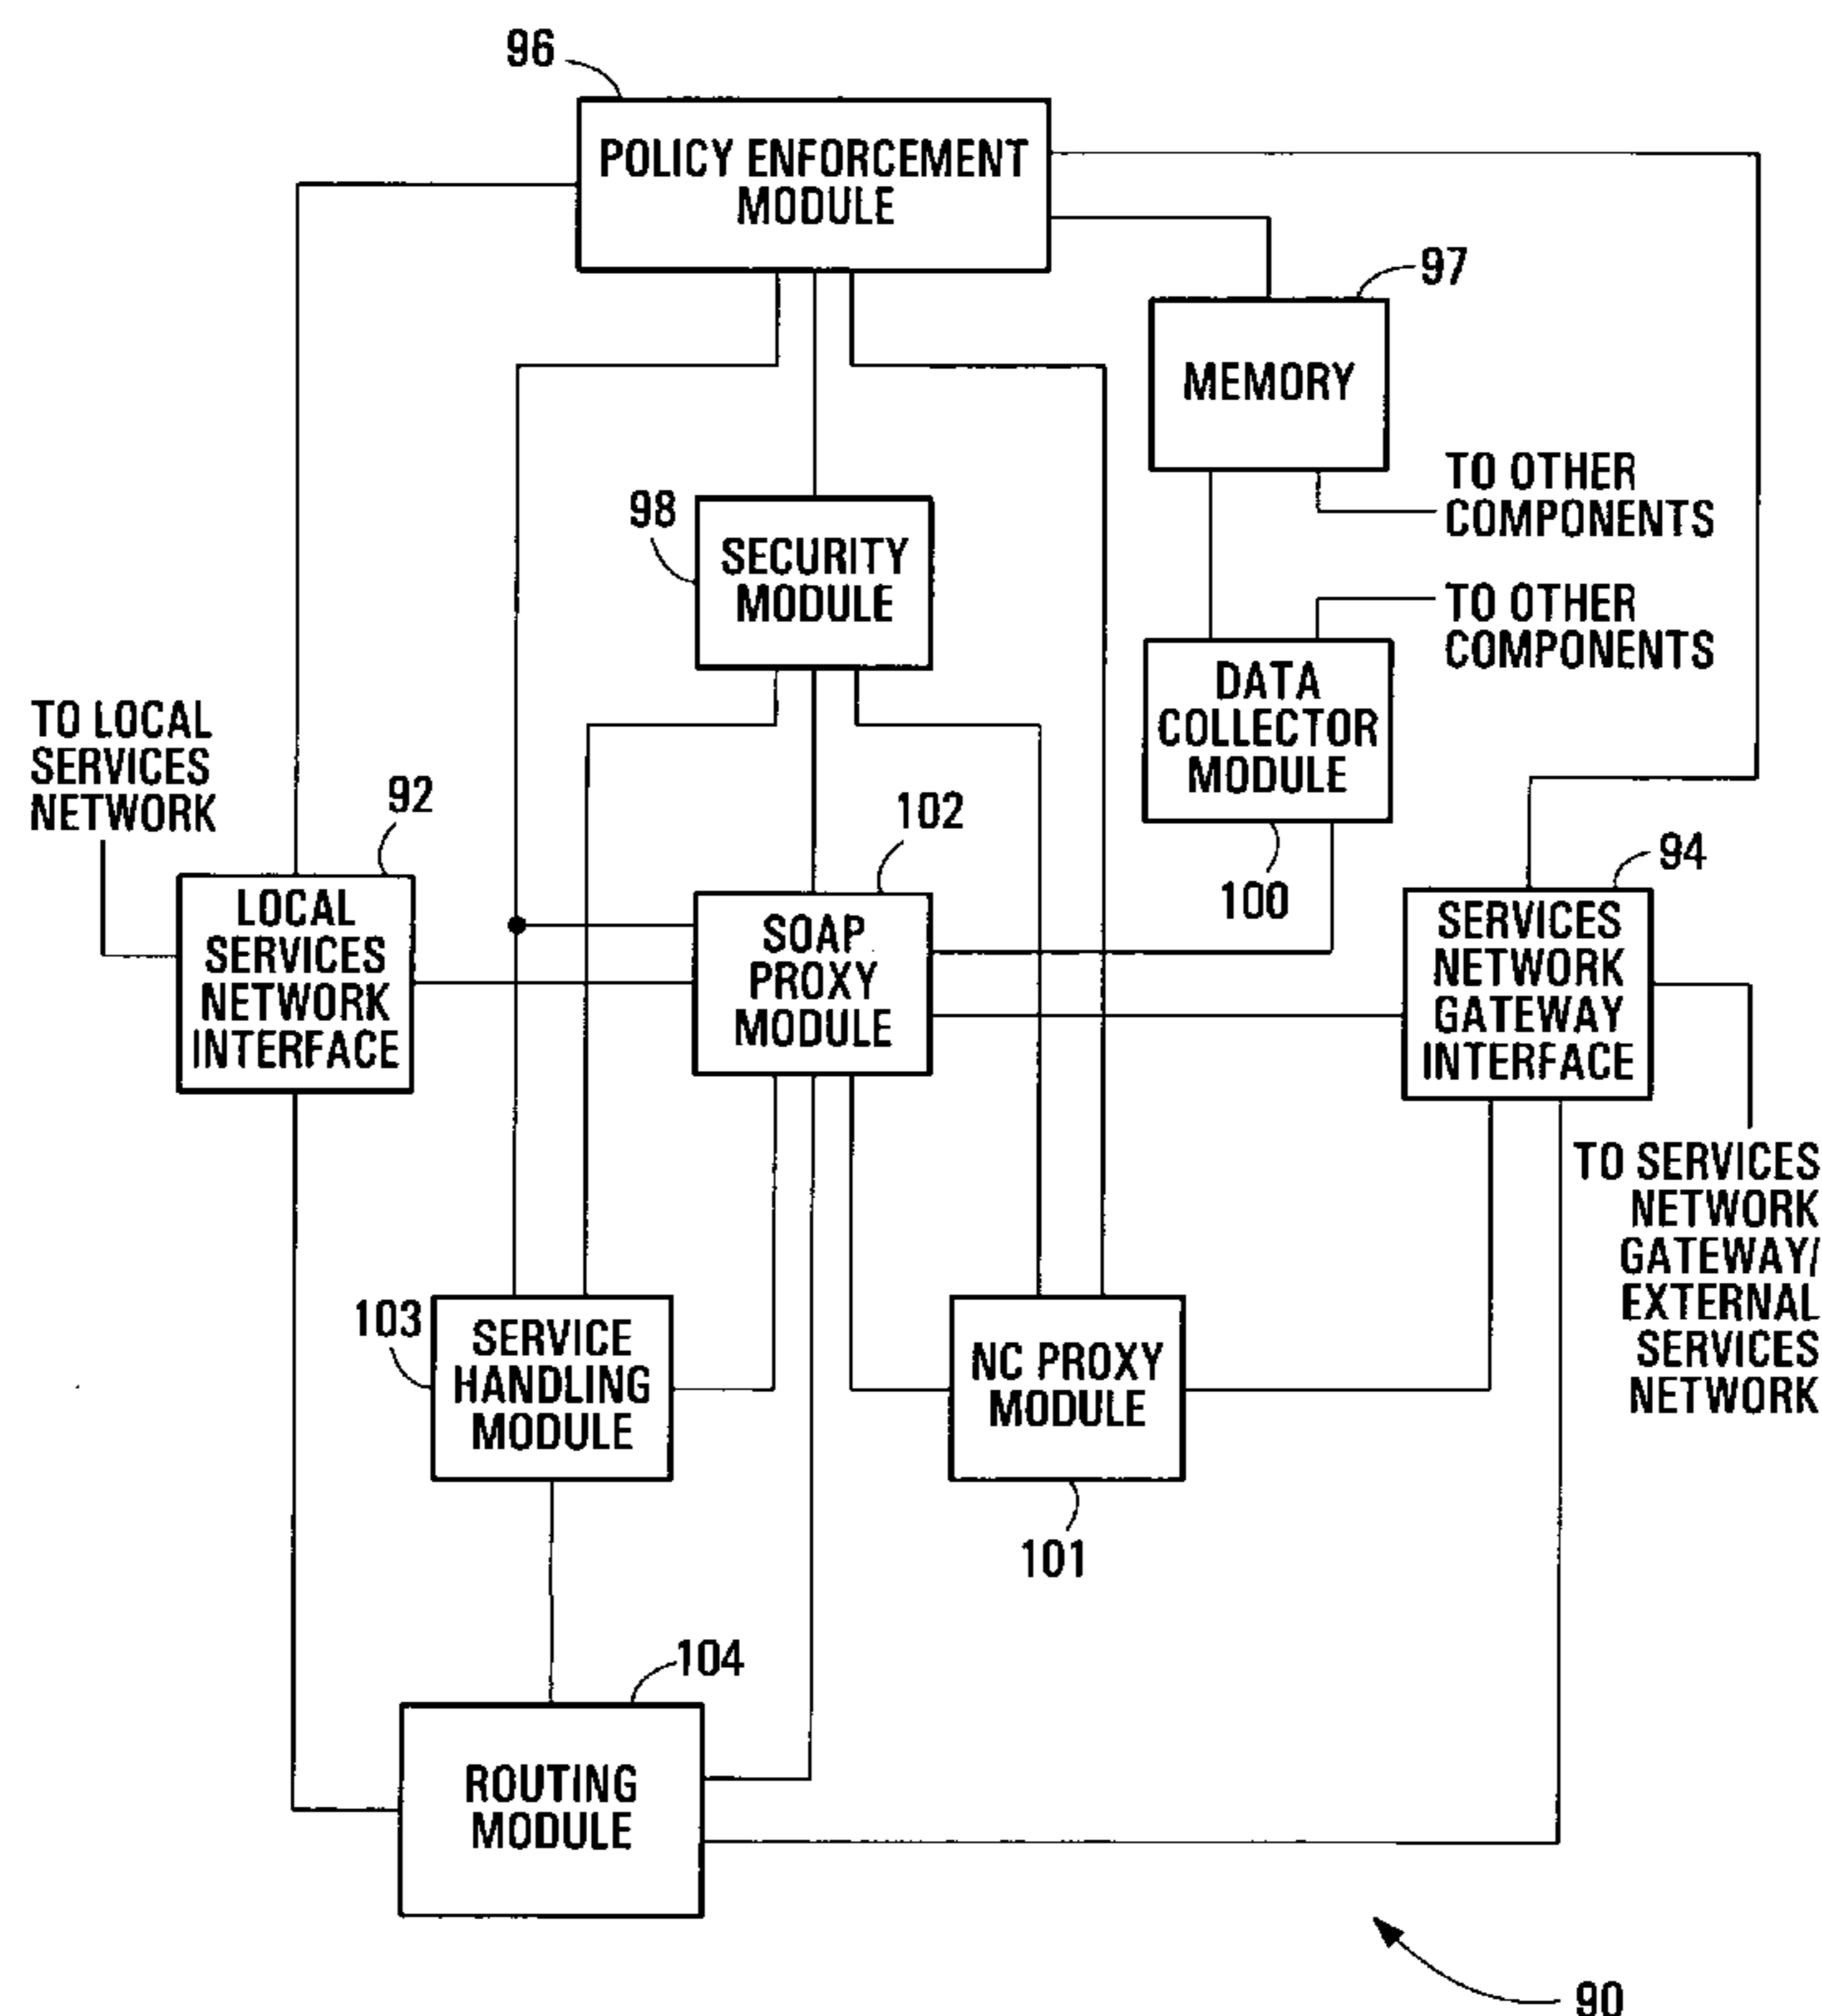 96
POLICY ENFORCEMENT
MODULE
97
MEMORY
TO OTHER
COMPONENTS
98
SECURITY
MODULE
TO OTHER
COMPONENTS
DATA
COLLECTOR
MODULE
100
TO LOCAL
SERVICES
NETWORK
92
LOCAL
SERVICES
NETWORK
INTERFACE
102
SOAP
PROXY
MODULE
94
SERVICES
NETWORK
GATEWAY
INTERFACE
TO SERVICES
NETWORK
GATEWAY/
EXTERNAL
SERVICES
NETWORK
103
SERVICE
HANDLING
MODULE
NC PROXY
MODULE
101
104
ROUTING
MODULE
90